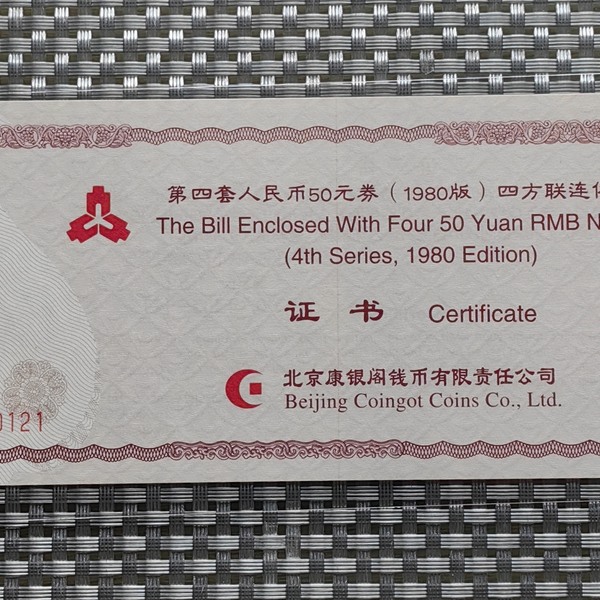 第四套人民币50元券（1980版）四方联连体
The Bill Enclosed With Four 50 Yuan RMB N
(4th Series, 1980 Edition)
证 书 Certificate
北京康银阁钱币有限责任公司
Beijing Coingot Coins Co., Ltd.
0121